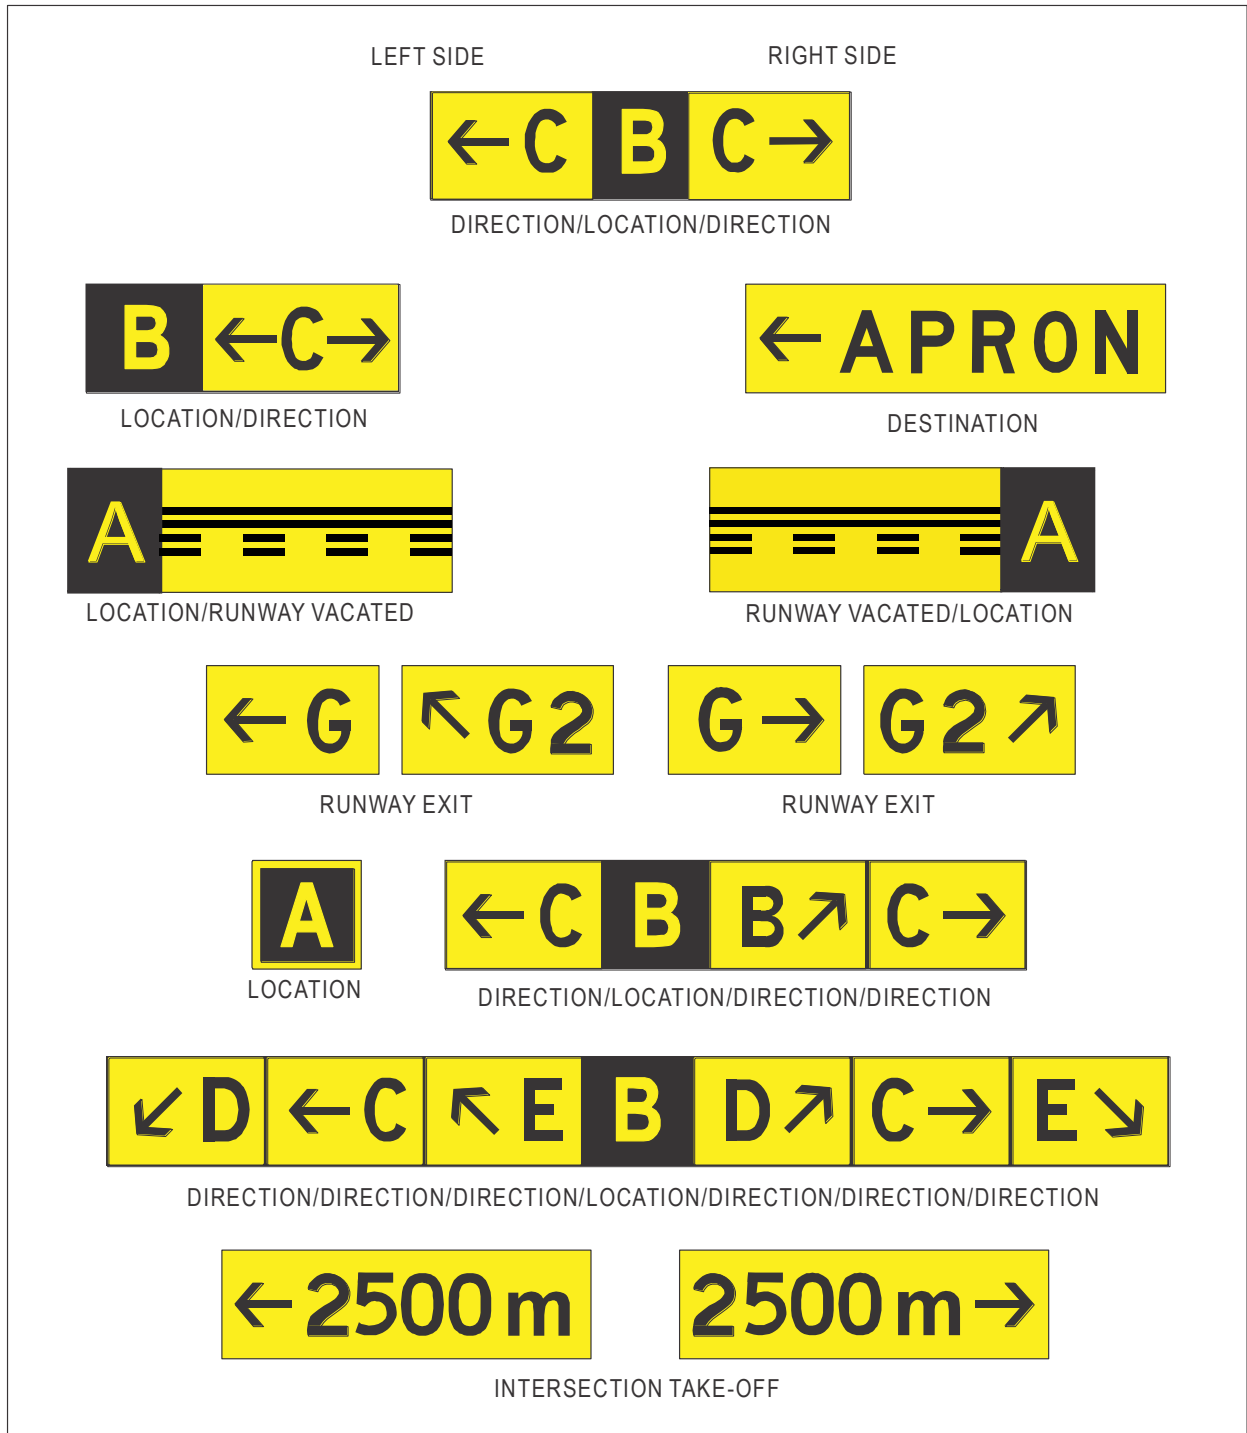 LEFT SIDE RIGHT SIDE
←C B C→
DIRECTION/LOCATION/DIRECTION
B ←C→ ←APRON
LOCATION/DIRECTION DESTINATION
A A
LOCATION/RUNWAY VACATED RUNWAY VACATED/LOCATION
←G ↖G2 G→ G2↗
RUNWAY EXIT RUNWAY EXIT
A ←C B B↗ C→
LOCATION DIRECTION/LOCATION/DIRECTION/DIRECTION
↙D ←C ↖E B D↗ C→ E↘
DIRECTION/DIRECTION/DIRECTION/LOCATION/DIRECTION/DIRECTION/DIRECTION
←2500m 2500m→
INTERSECTION TAKE-OFF